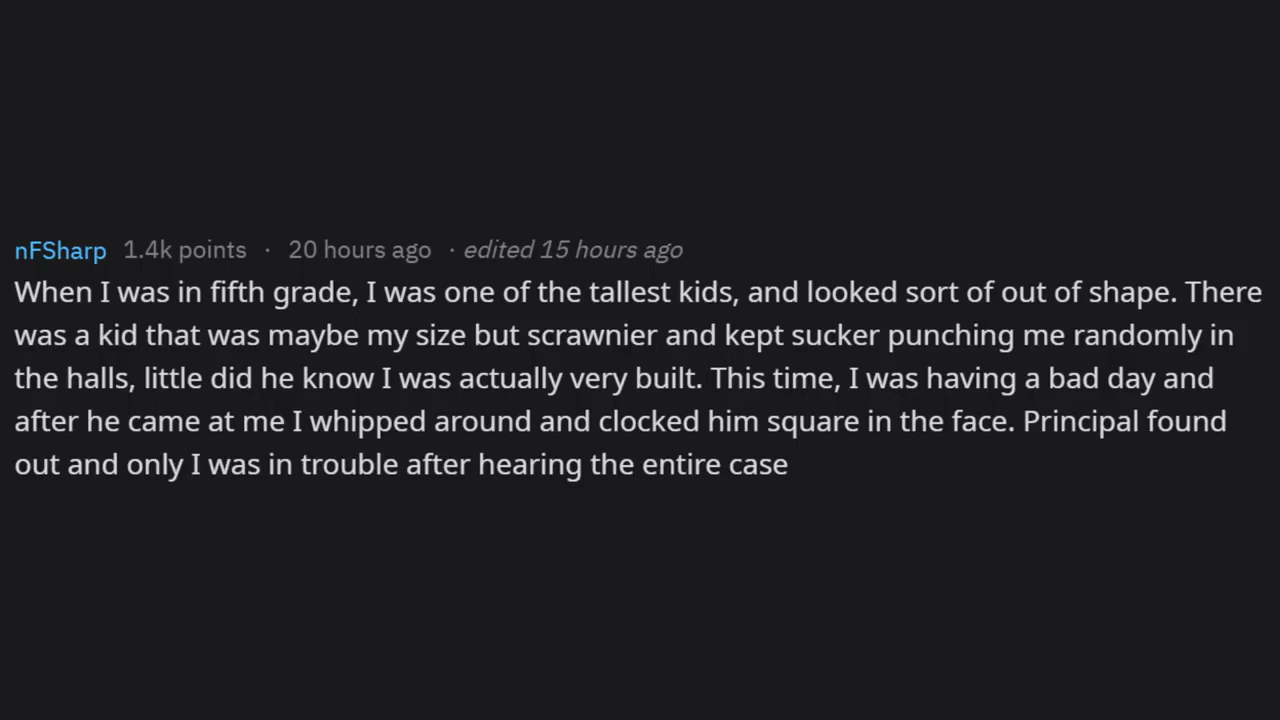 nFSharp 1.4k points · 20 hours ago · edited 15 hours ago
When I was in fifth grade, I was one of the tallest kids, and looked sort of out of shape. There
was a kid that was maybe my size but scrawnier and kept sucker punching me randomly in
the halls, little did he know I was actually very built. This time, I was having a bad day and
after he came at me I whipped around and clocked him square in the face. Principal found
out and only I was in trouble after hearing the entire case